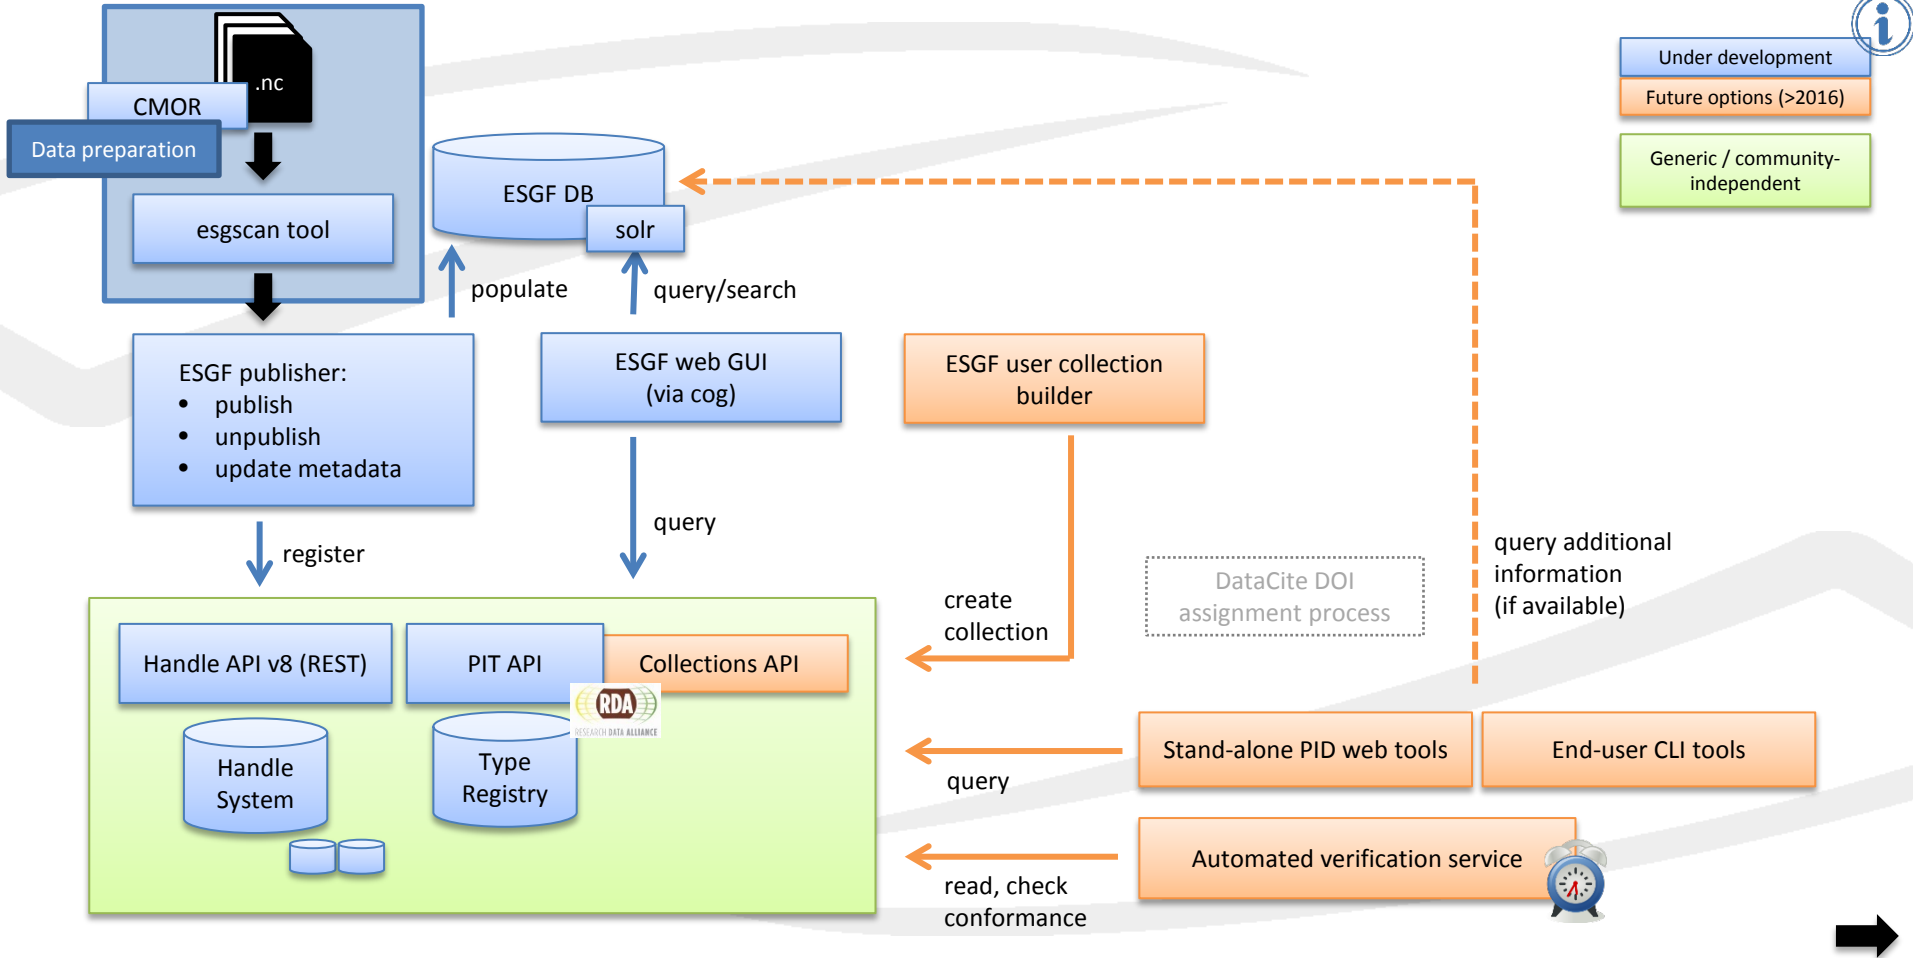 .nc
CMOR
Data preparation
esgscan tool
ESGF DB
solr
populate
query/search
Under development
Future options (>2016)
Generic / community-
independent
ESGF publisher:
• publish
• unpublish
• update metadata
ESGF web GUI
(via cog)
ESGF user collection
builder
register
query
create
collection
DataCite DOI
assignment process
query additional
information
(if available)
Handle API v8 (REST)
PIT API
Collections API
RDA
RESEARCH DATA ALLIANCE
Handle
System
Type
Registry
query
Stand-alone PID web tools
End-user CLI tools
read, check
conformance
Automated verification service